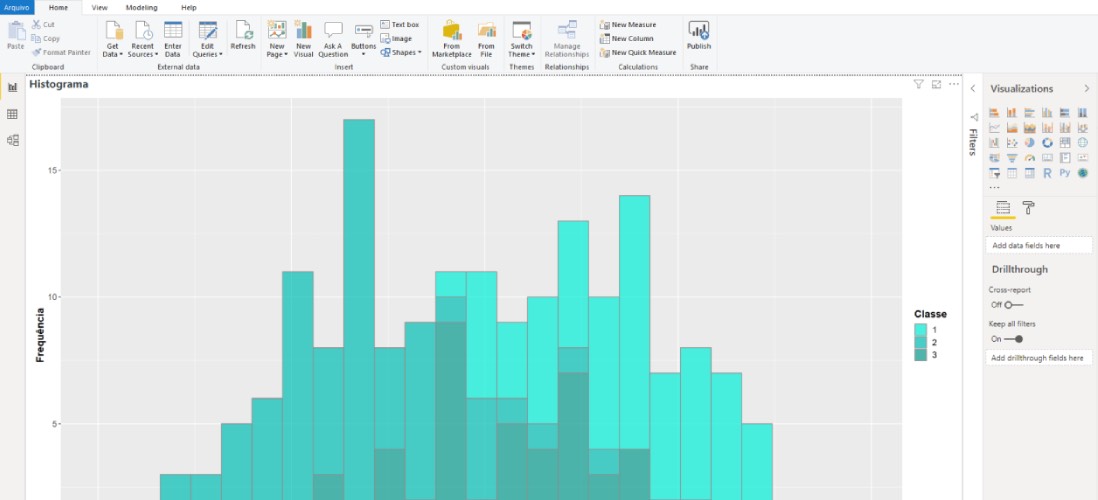 Arquivo Home View Modeling Help
Paste
Cut
Copy
Format Painter
Clipboard
Get Data
Recent Sources
Enter Data
Edit Queries
External data
Refresh
New Page
New Visual
Ask A Question
Buttons
Text box
Image
Shapes
Insert
From Marketplace
From File
Custom visuals
Switch Theme
Themes
Manage Relationships
Relationships
New Measure
New Column
New Quick Measure
Calculations
Publish
Share
Histograma
15
10
5
Frequência
Classe
1
2
3
Filters
Visualizations
R Py
Values
Add data fields here
Drillthrough
Cross-report
Off
Keep all filters
On
Add drillthrough fields here